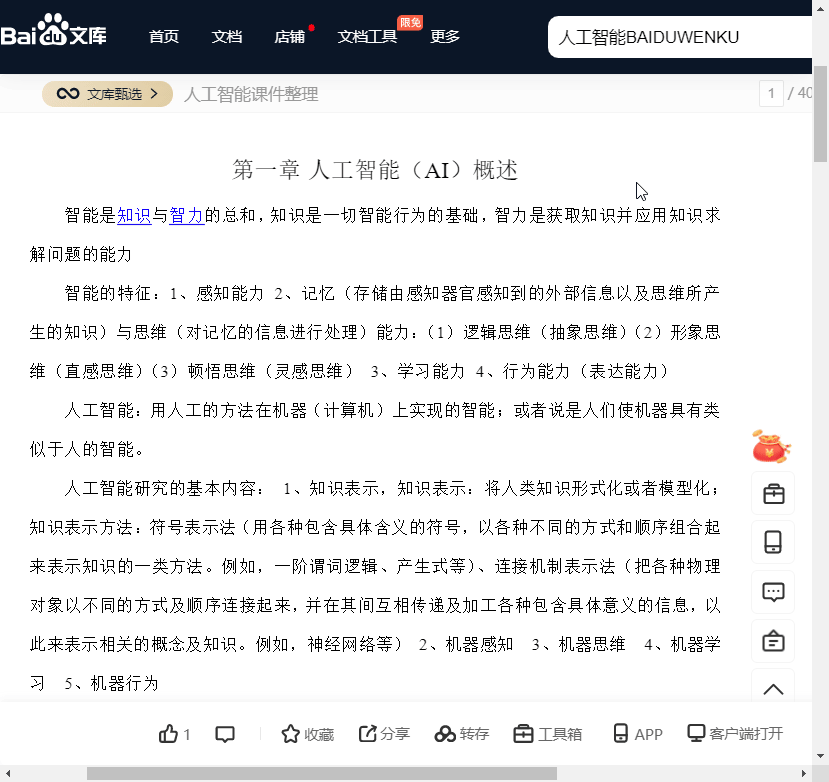 Bai文库
首页 文档 店铺 文档工具 限免 更多
人工智能BAIDUWENKU
文库甄选 人工智能课件整理 1 / 40
第一章 人工智能（AI）概述
智能是知识与智力的总和，知识是一切智能行为的基础，智力是获取知识并应用知识求
解问题的能力
智能的特征：1、感知能力 2、记忆（存储由感知器官感知到的外部信息以及思维所产
生的知识）与思维（对记忆的信息进行处理）能力：（1）逻辑思维（抽象思维）（2）形象思
维（直感思维）（3）顿悟思维（灵感思维） 3、学习能力 4、行为能力（表达能力）
人工智能：用人工的方法在机器（计算机）上实现的智能；或者说是人们使机器具有类
似于人的智能。
人工智能研究的基本内容： 1、知识表示，知识表示：将人类知识形式化或者模型化；
知识表示方法：符号表示法（用各种包含具体含义的符号，以各种不同的方式和顺序组合起
来表示知识的一类方法。例如，一阶谓词逻辑、产生式等）、连接机制表示法（把各种物理
对象以不同的方式及顺序连接起来，并在其间互相传递及加工各种包含具体意义的信息，以
此来表示相关的概念及知识。例如，神经网络等） 2、机器感知 3、机器思维 4、机器学
习 5、机器行为
1 收藏 分享 转存 工具箱 APP 客户端打开